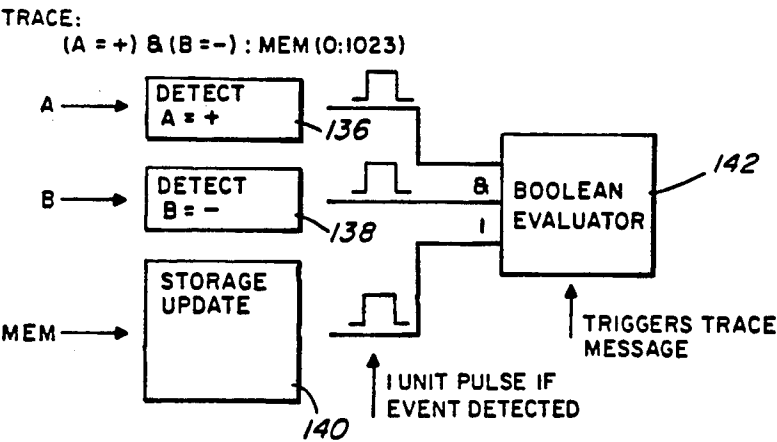 TRACE:
(A = +) & (B = -) : MEM (0:1023)
A
DETECT
A = +
136
B
DETECT
B = -
138
MEM
STORAGE
UPDATE
140
&
|
BOOLEAN
EVALUATOR
142
TRIGGERS TRACE
MESSAGE
1 UNIT PULSE IF
EVENT DETECTED